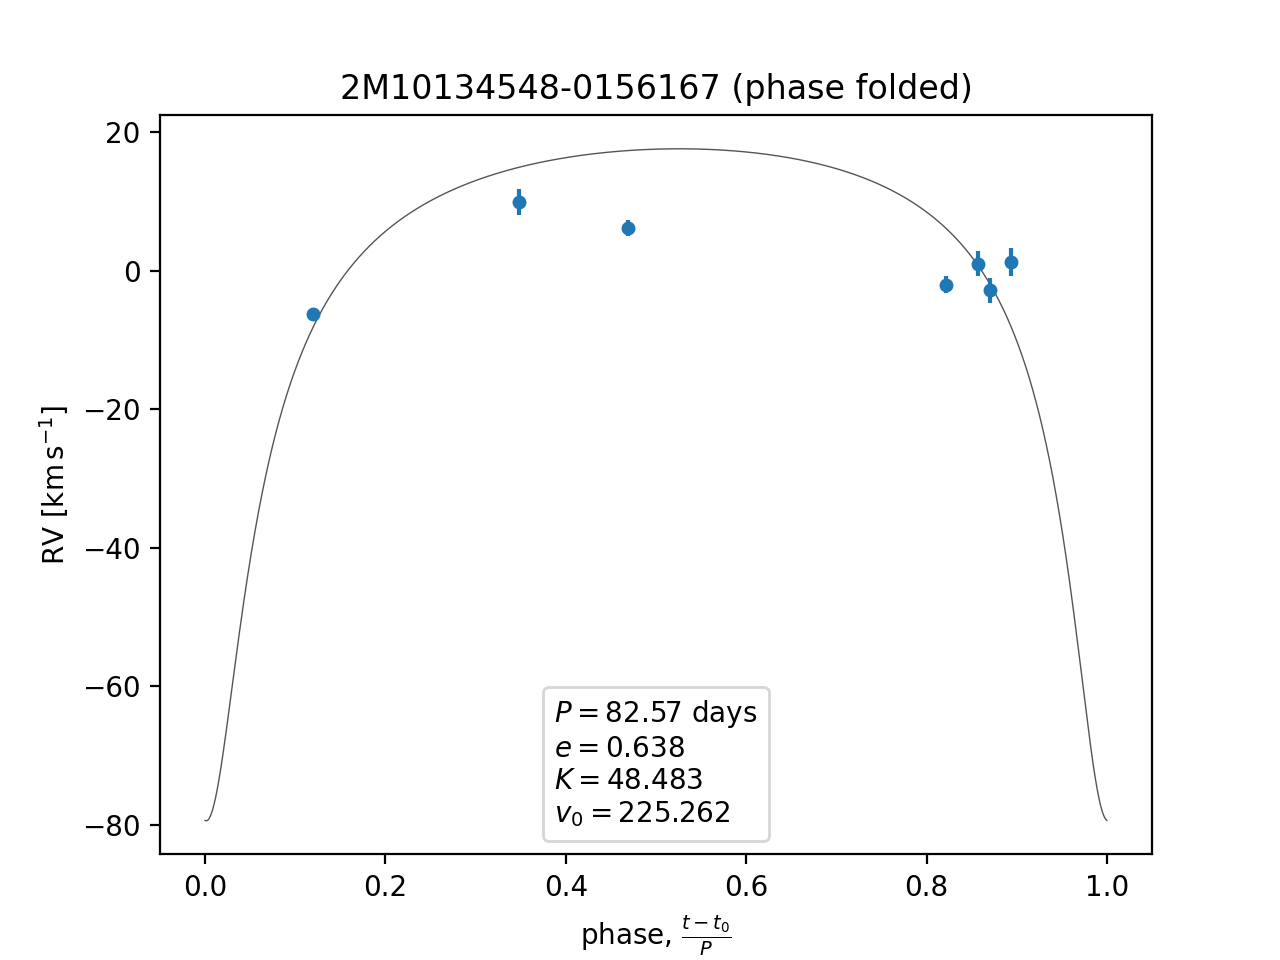 2M10134548-0156167 (phase folded)
20
0
−20
−40
−60
−80
RV [km s⁻¹]
P = 82.57 days
e = 0.638
K = 48.483
v₀ = 225.262
0.0 0.2 0.4 0.6 0.8 1.0
phase, (t − t₀)/P